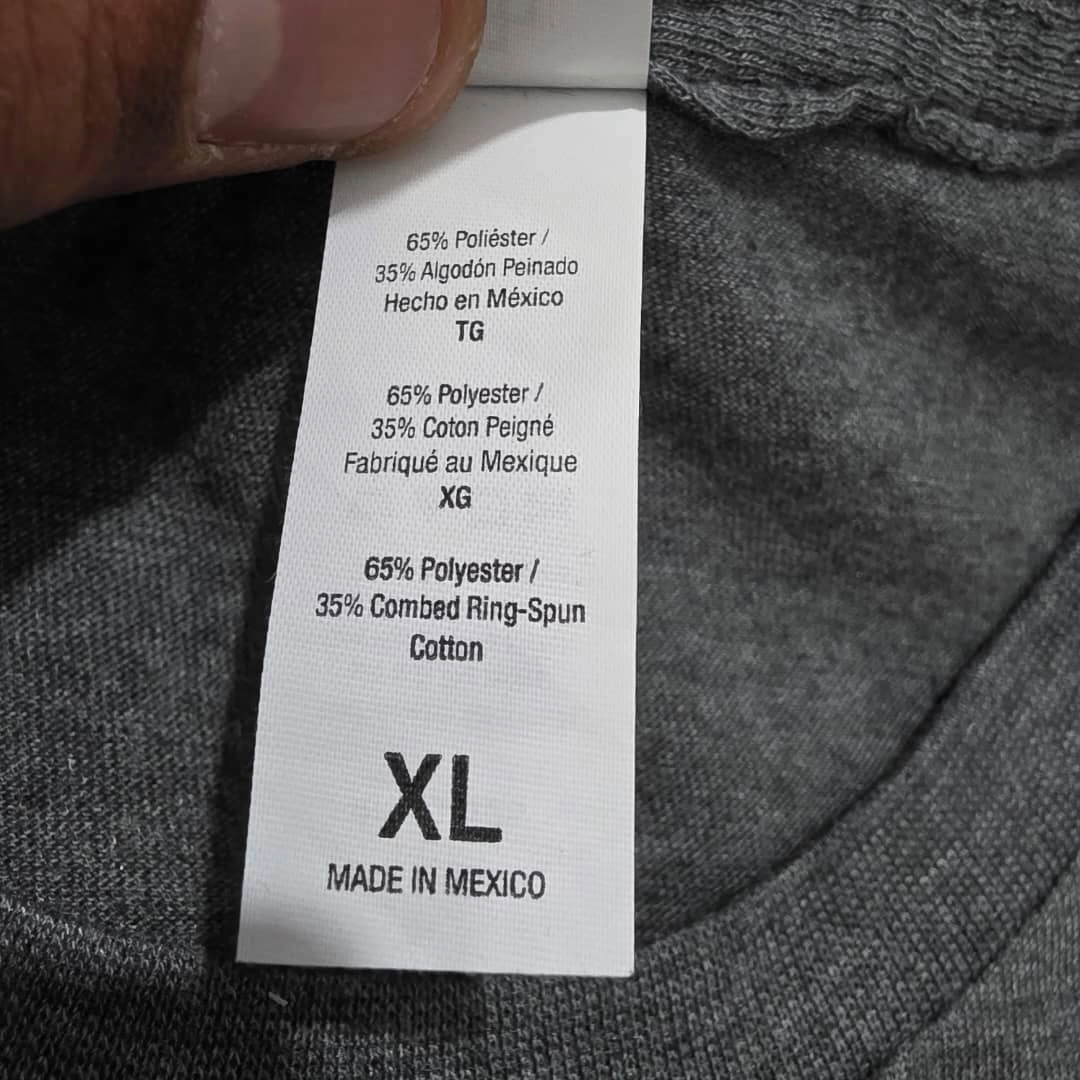 65% Poliéster /
35% Algodón Peinado
Hecho en México
TG
65% Polyester /
35% Coton Peigné
Fabriqué au Mexique
XG
65% Polyester /
35% Combed Ring-Spun
Cotton
XL
MADE IN MEXICO